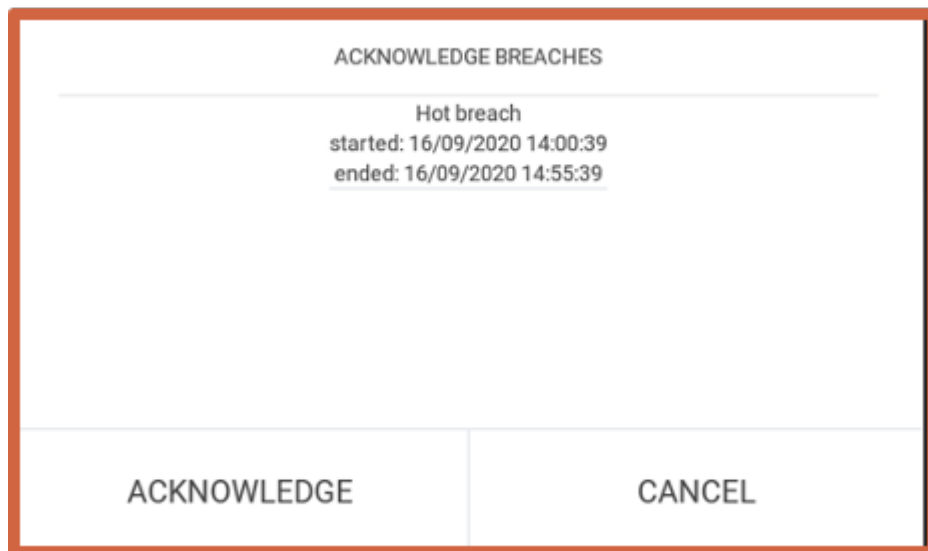 ACKNOWLEDGE BREACHES
Hot breach
started: 16/09/2020 14:00:39
ended: 16/09/2020 14:55:39
ACKNOWLEDGE
CANCEL